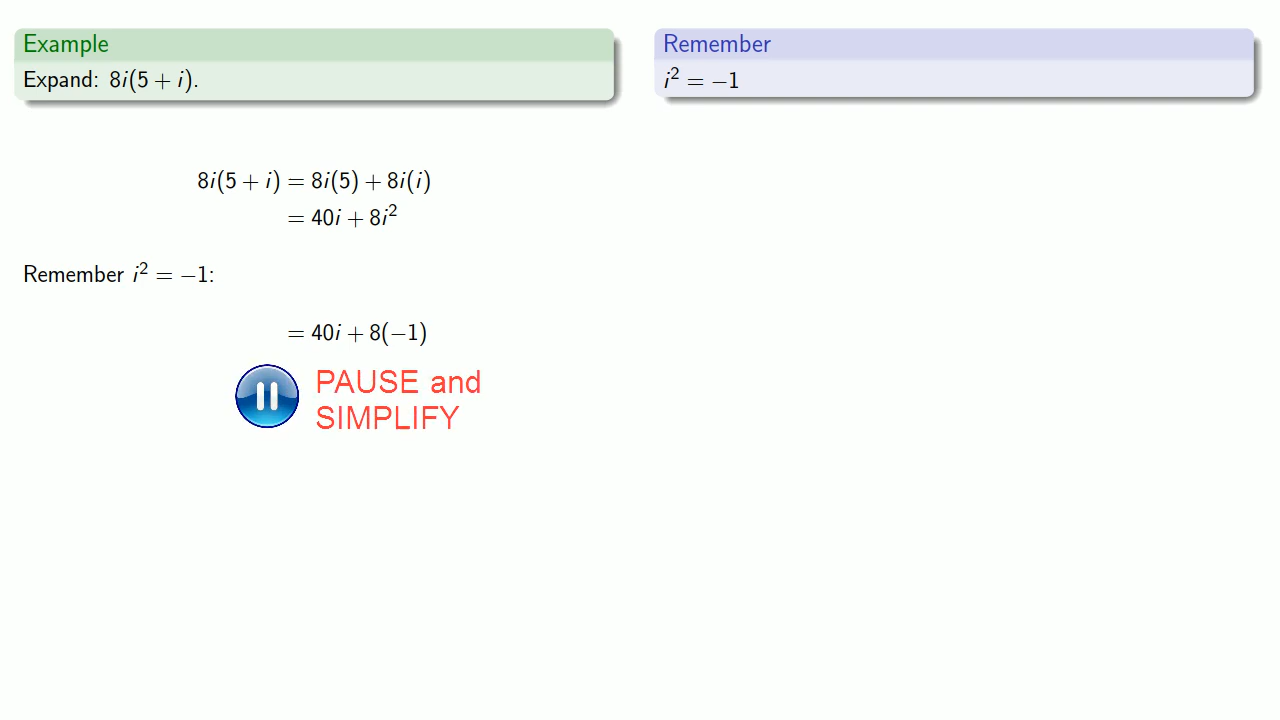 Example
Expand: 8i(5 + i).
Remember
i² = −1
8i(5 + i) = 8i(5) + 8i(i)
= 40i + 8i²
Remember i² = −1:
= 40i + 8(−1)
PAUSE and
SIMPLIFY